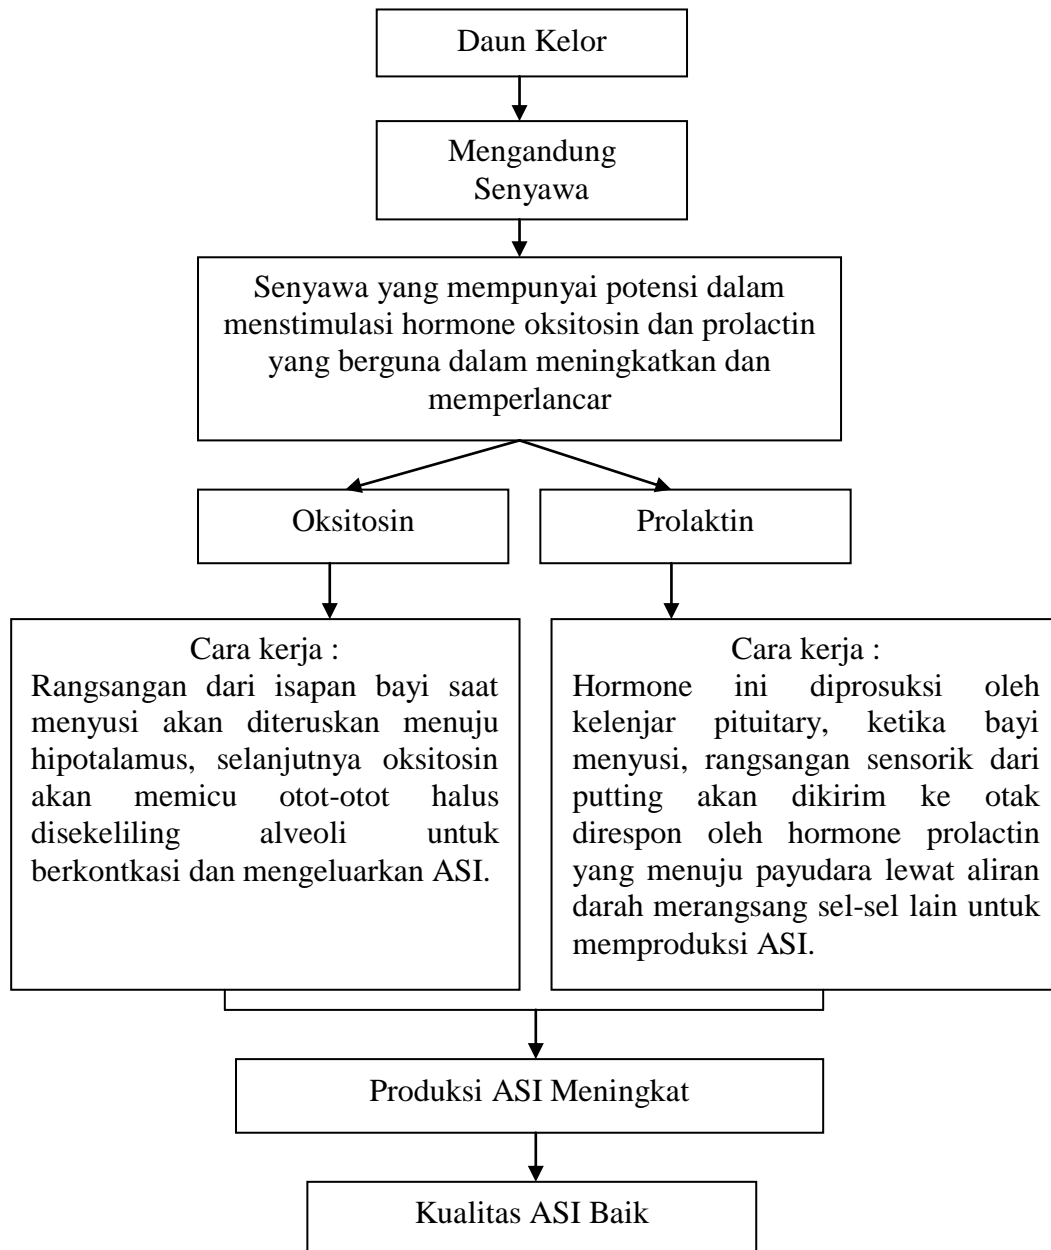 Daun Kelor
Mengandung
Senyawa
Senyawa yang mempunyai potensi dalam
menstimulasi hormone oksitosin dan prolactin
yang berguna dalam meningkatkan dan
memperlancar
Oksitosin
Prolaktin
Cara kerja :
Rangsangan dari isapan bayi saat
menyusi akan diteruskan menuju
hipotalamus, selanjutnya oksitosin
akan memicu otot-otot halus
disekeliling alveoli untuk
berkontkasi dan mengeluarkan ASI.
Cara kerja :
Hormone ini diprosuksi oleh
kelenjar pituitary, ketika bayi
menyusi, rangsangan sensorik dari
putting akan dikirim ke otak
direspon oleh hormone prolactin
yang menuju payudara lewat aliran
darah merangsang sel-sel lain untuk
memproduksi ASI.
Produksi ASI Meningkat
Kualitas ASI Baik